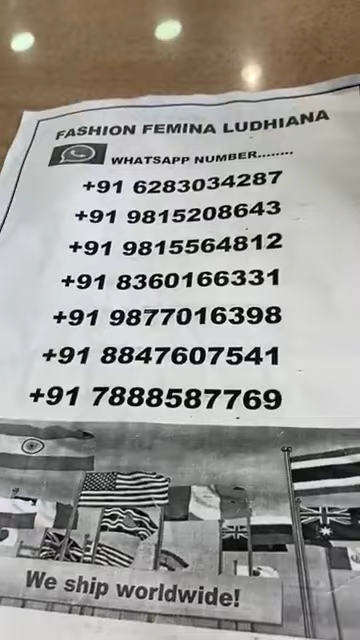 FASHION FEMINA LUDHIANA
WHATSAPP NUMBER........
+91 6283034287
+91 9815208643
+91 9815564812
+91 8360166331
+91 9877016398
+91 8847607541
+91 7888587769
We ship worldwide!